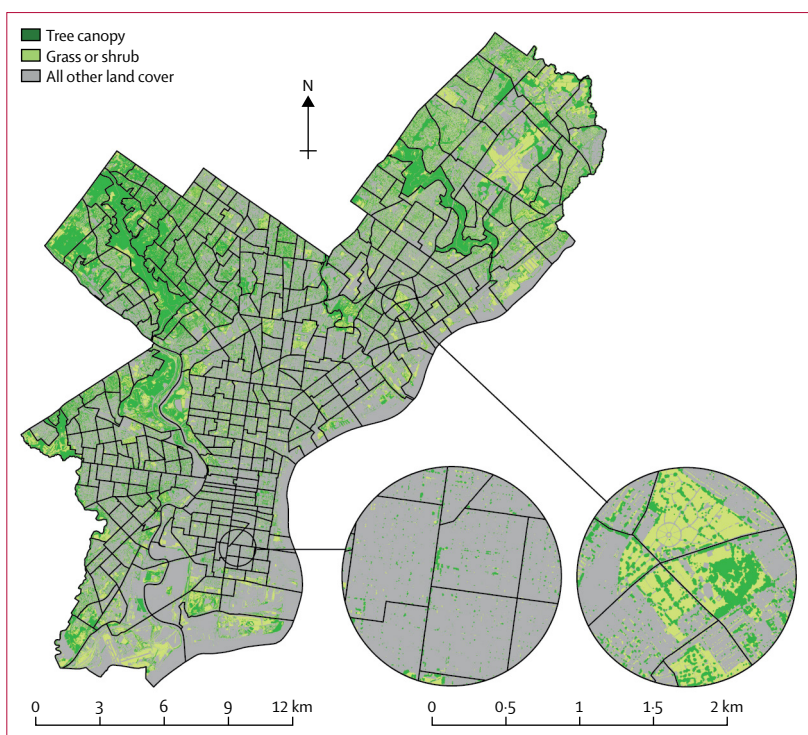 Tree canopy
Grass or shrub
All other land cover
N
0 3 6 9 12 km
0 0·5 1 1·5 2 km